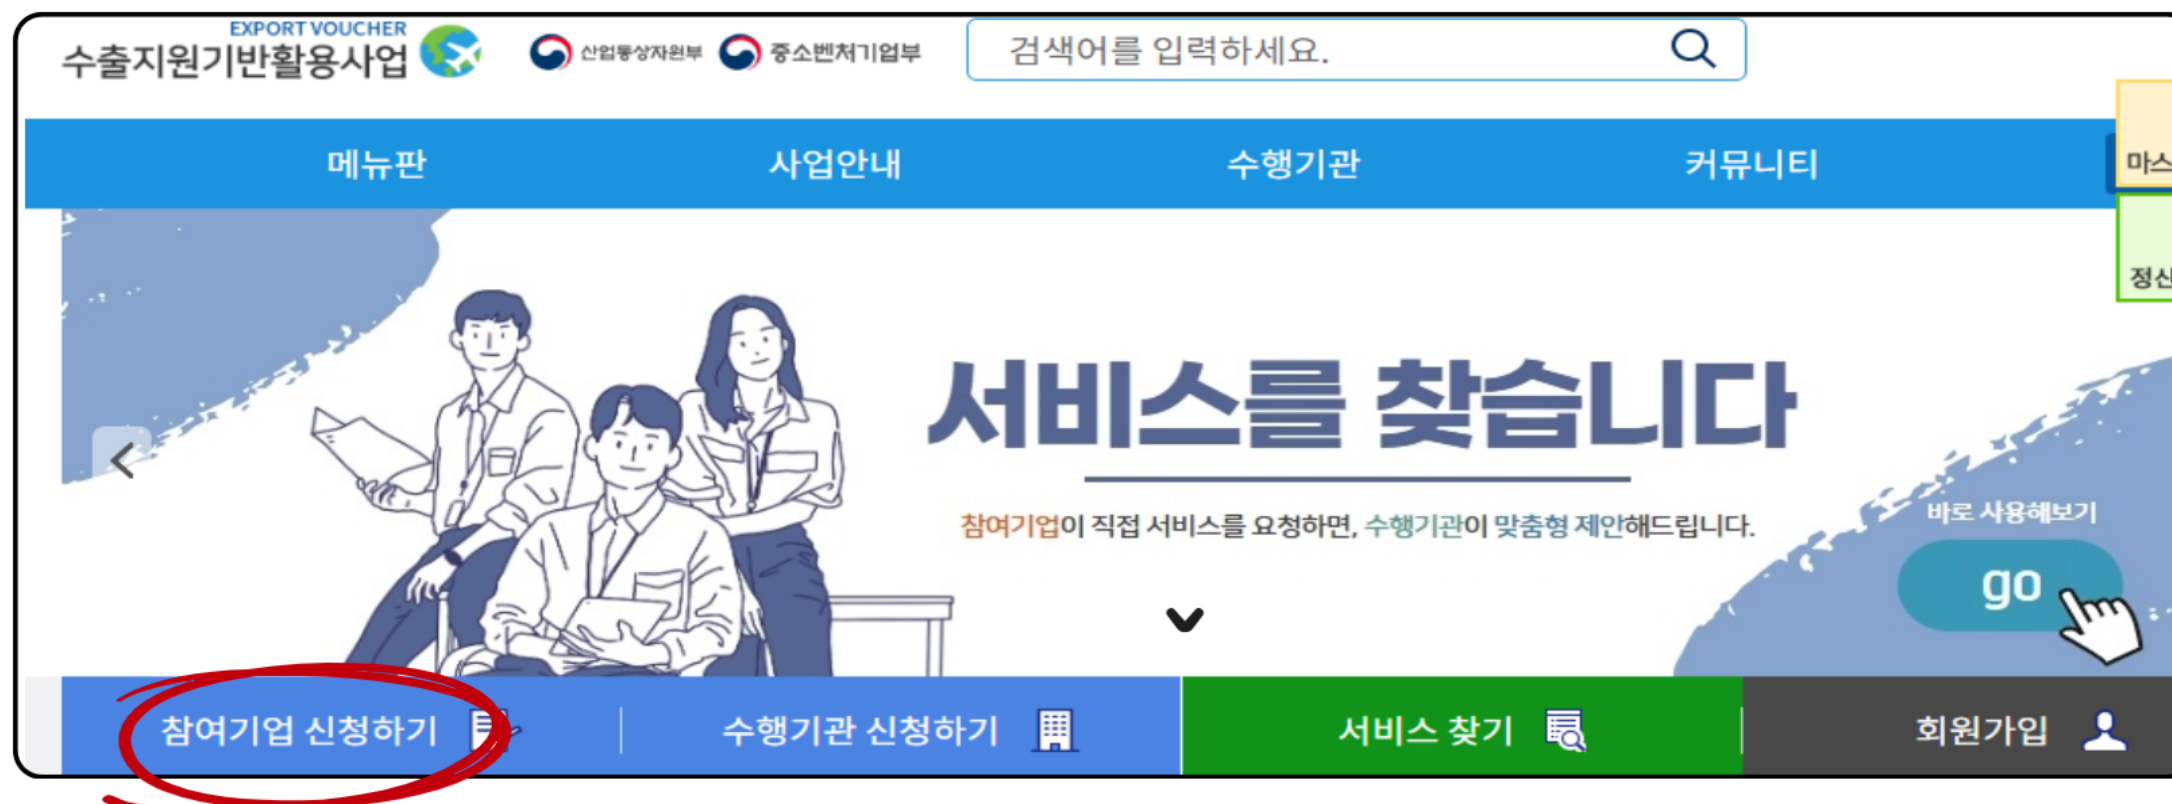 EXPORT VOUCHER
수출지원기반활용사업
산업통상자원부
중소벤처기업부
검색어를 입력하세요.
메뉴판
사업안내
수행기관
커뮤니티
마스
정산
서비스를 찾습니다
참여기업이 직접 서비스를 요청하면, 수행기관이 맞춤형 제안해드립니다.
바로 사용해보기
go
참여기업 신청하기
수행기관 신청하기
서비스 찾기
회원가입